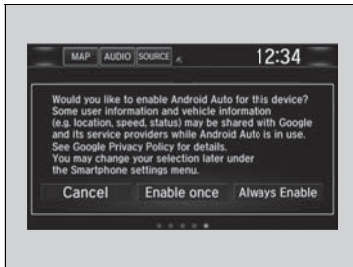 MAP AUDIO SOURCE 12:34
Would you like to enable Android Auto for this device?
Some user information and vehicle information
(e.g. location, speed, status) may be shared with Google
and its service providers while Android Auto is in use.
See Google Privacy Policy for details.
You may change your selection later under
the Smartphone settings menu.
Cancel Enable once Always Enable